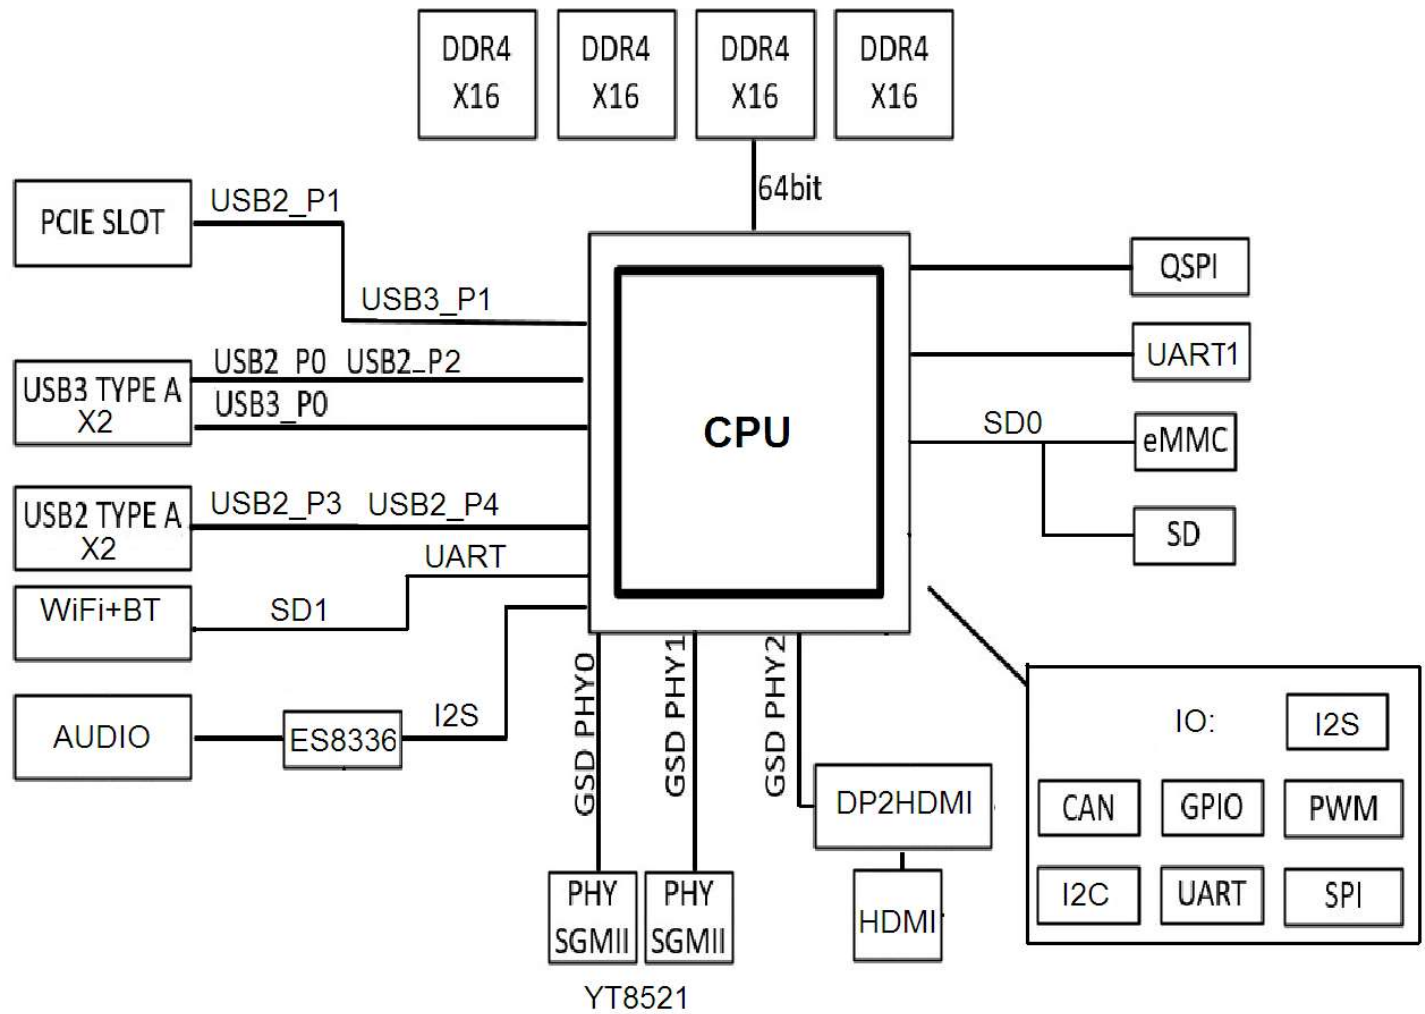 DDR4
X16
DDR4
X16
DDR4
X16
DDR4
X16
64bit
PCIE SLOT
USB2_P1
USB3_P1
USB3 TYPE A
X2
USB2 P0 USB2_P2
USB3_P0
USB2 TYPE A
X2
USB2_P3 USB2_P4
UART
WiFi+BT
SD1
AUDIO
ES8336
I2S
CPU
QSPI
UART1
SD0
eMMC
SD
GSD PHY0
GSD PHY1
GSD PHY2
PHY
SGMII
PHY
SGMII
YT8521
DP2HDMI
HDMI
IO:
I2S
CAN
GPIO
PWM
I2C
UART
SPI